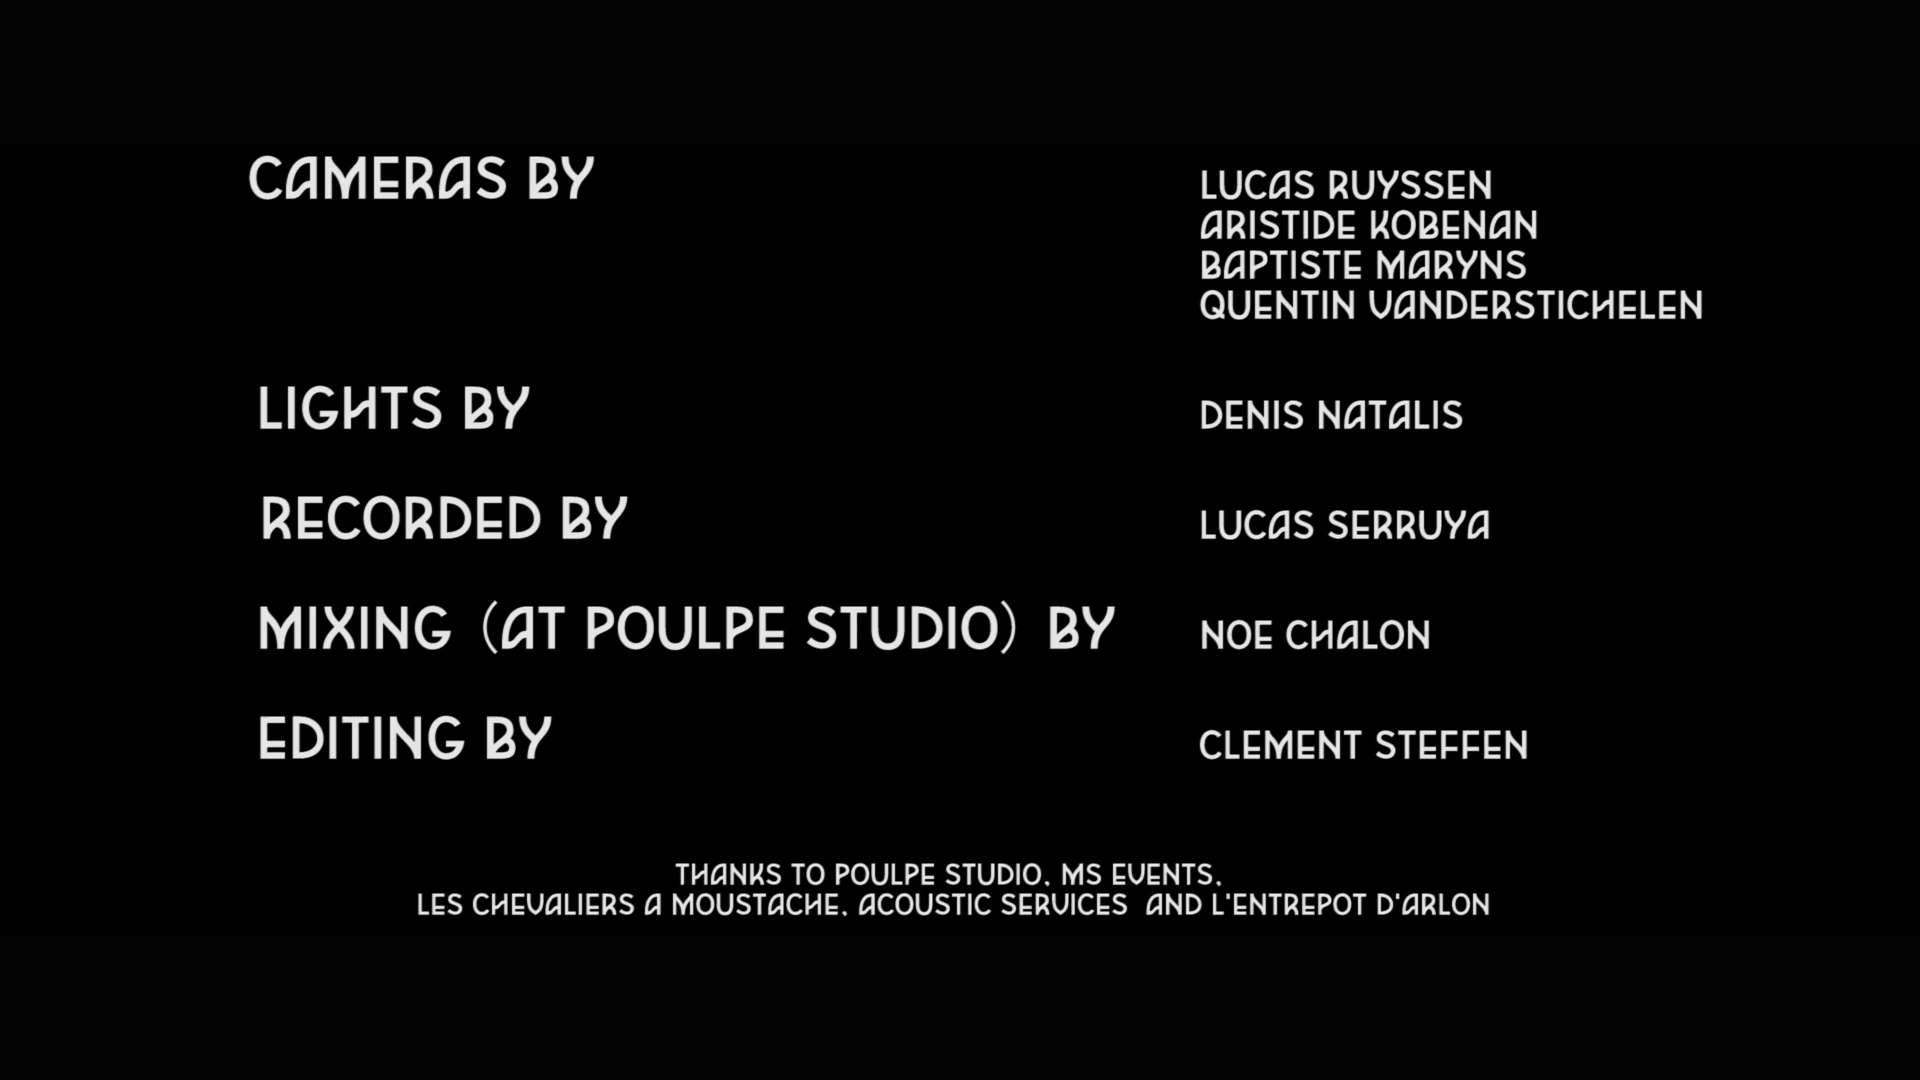 CAMERAS BY
LUCAS RUYSSEN
ARISTIDE KOBENAN
BAPTISTE MARYNS
QUENTIN VANDERSTICHELEN
LIGHTS BY DENIS NATALIS
RECORDED BY LUCAS SERRUYA
MIXING (AT POULPE STUDIO) BY NOE CHALON
EDITING BY CLEMENT STEFFEN
THANKS TO POULPE STUDIO, MS EVENTS,
LES CHEVALIERS A MOUSTACHE, ACOUSTIC SERVICES AND L'ENTREPOT D'ARLON